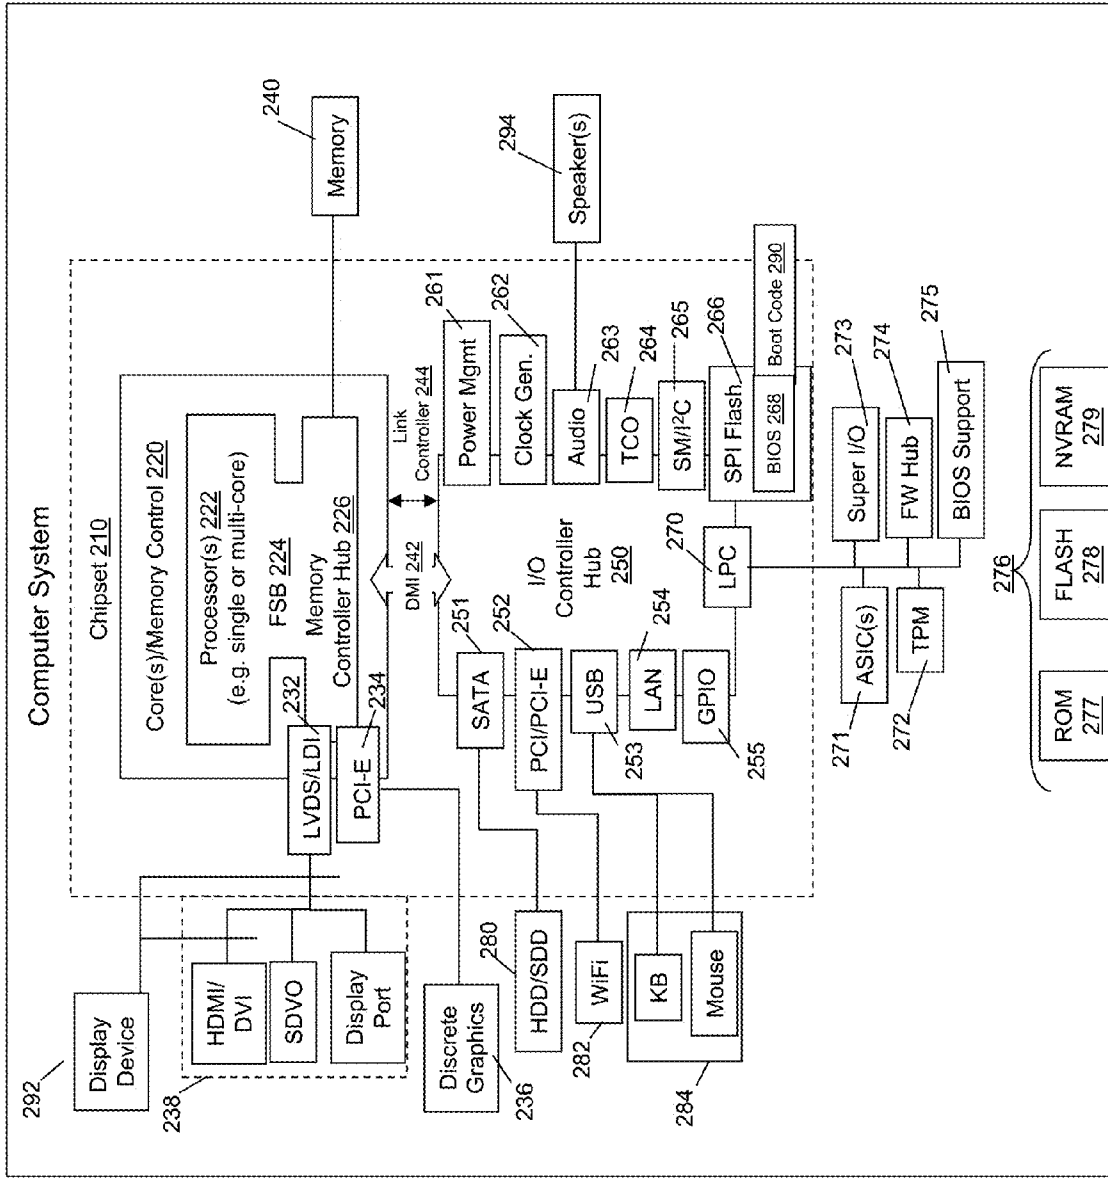 Computer System
Chipset 210
Core(s)/Memory Control 220
Processor(s) 222
(e.g. single or multi-core)
FSB 224
Memory
Controller Hub 226
232
LVDS/LDI
234
PCI-E
Memory
240
292
Display
Device
238
HDMI/
DVI
SDVO
Display
Port
Discrete
Graphics
236
DMI 242
Link
Controller 244
I/O
Controller
Hub 250
251
SATA
252
PCI/PCI-E
USB
253
254
LAN
GPIO
255
Power Mgmt
261
Clock Gen.
262
Audio
263
TCO
264
SM/I²C
265
SPI Flash
266
BIOS 268
Boot Code 290
Speaker(s)
294
280
HDD/SDD
WiFi
282
KB
Mouse
284
270
LPC
ASIC(s)
271
TPM
272
Super I/O
273
FW Hub
274
BIOS Support
275
276
ROM
277
FLASH
278
NVRAM
279